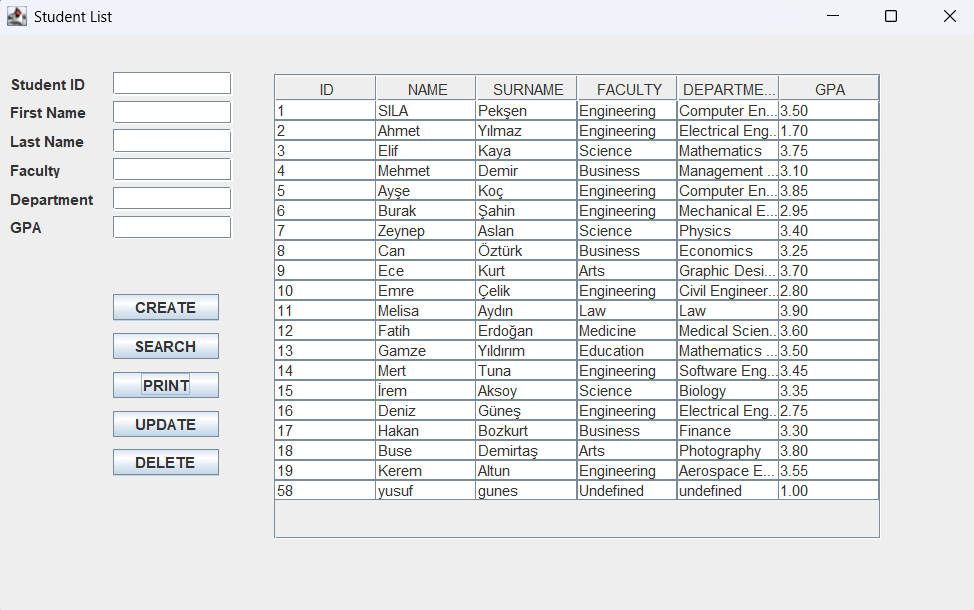 Student List
Student ID
First Name
Last Name
Faculty
Department
GPA
CREATE
SEARCH
PRINT
UPDATE
DELETE
ID NAME SURNAME FACULTY DEPARTME... GPA
1 SILA Pekşen Engineering Computer En... 3.50
2 Ahmet Yılmaz Engineering Electrical Eng... 1.70
3 Elif Kaya Science Mathematics 3.75
4 Mehmet Demir Business Management ... 3.10
5 Ayşe Koç Engineering Computer En... 3.85
6 Burak Şahin Engineering Mechanical E... 2.95
7 Zeynep Aslan Science Physics 3.40
8 Can Öztürk Business Economics 3.25
9 Ece Kurt Arts Graphic Desi... 3.70
10 Emre Çelik Engineering Civil Engineer... 2.80
11 Melisa Aydın Law Law 3.90
12 Fatih Erdoğan Medicine Medical Scien... 3.60
13 Gamze Yıldırım Education Mathematics ... 3.50
14 Mert Tuna Engineering Software Eng... 3.45
15 İrem Aksoy Science Biology 3.35
16 Deniz Güneş Engineering Electrical Eng... 2.75
17 Hakan Bozkurt Business Finance 3.30
18 Buse Demirtaş Arts Photography 3.80
19 Kerem Altun Engineering Aerospace E... 3.55
58 yusuf gunes Undefined undefined 1.00